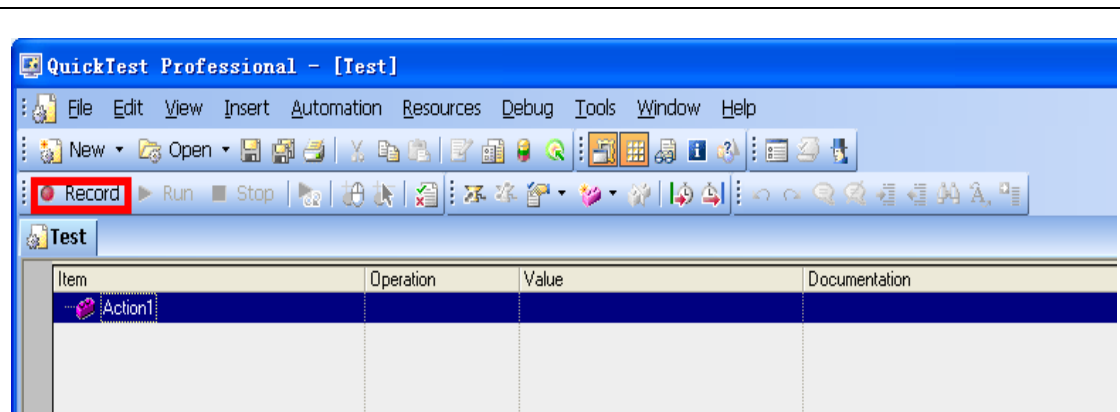 QuickTest Professional - [Test]
File Edit View Insert Automation Resources Debug Tools Window Help
New Open
Record Run Stop
Test
Item Operation Value Documentation
Action1